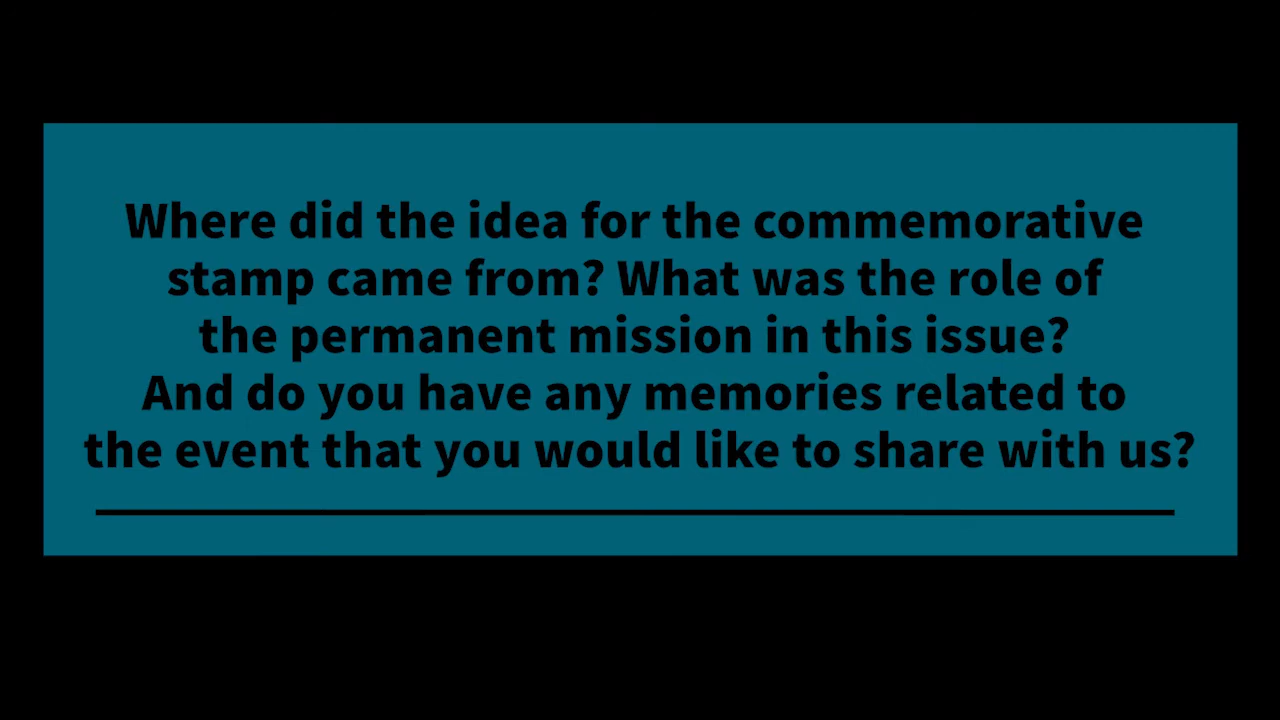 Where did the idea for the commemorative
stamp came from? What was the role of
the permanent mission in this issue?
And do you have any memories related to
the event that you would like to share with us?